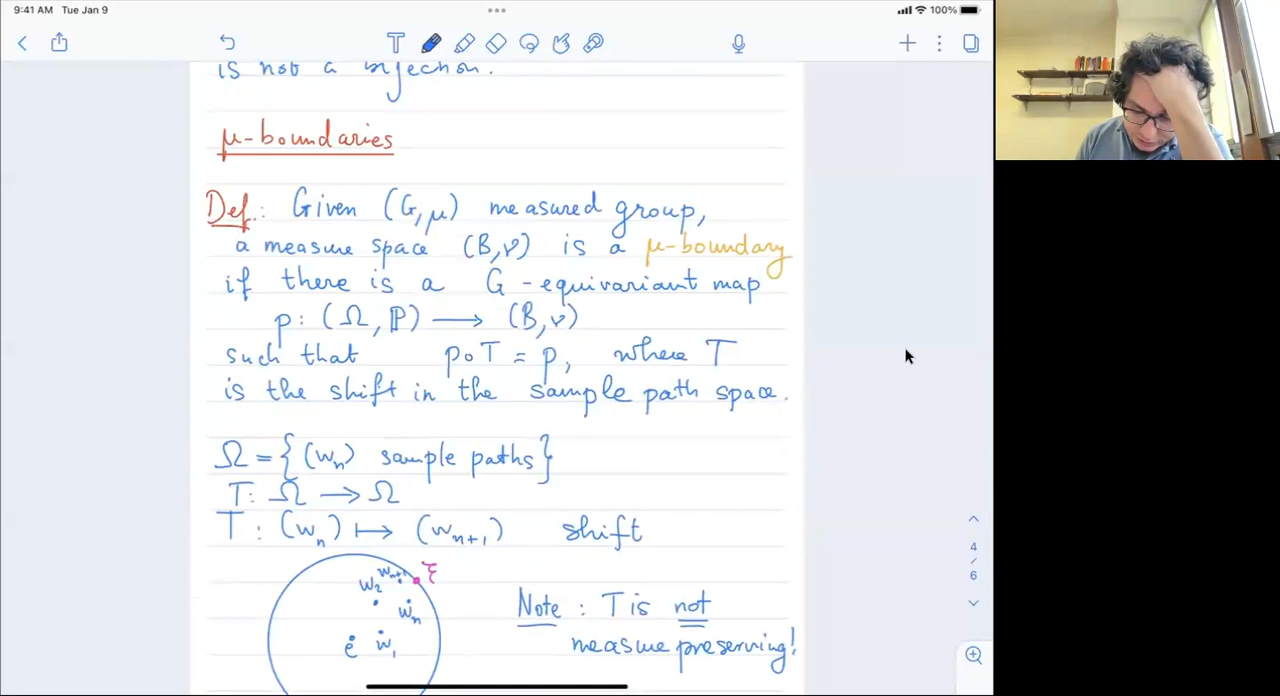 9:41 AM Tue Jan 9
100%
T
is not a injection.
μ-boundaries
Def.: Given (G,μ) measured group,
a measure space (B,ν) is a μ-boundary
if there is a G-equivariant map
p: (Ω, ℙ) ⟶ (B,ν)
such that p∘T = p, where T
is the shift in the sample path space.
Ω = {(wₙ) sample paths}
T: Ω ⟶ Ω
T: (wₙ) ⟼ (wₙ₊₁) shift
wₙ₊₁ ξ
w₂
wₙ
e w₁
Note: T is not
measure preserving!
4
/
6